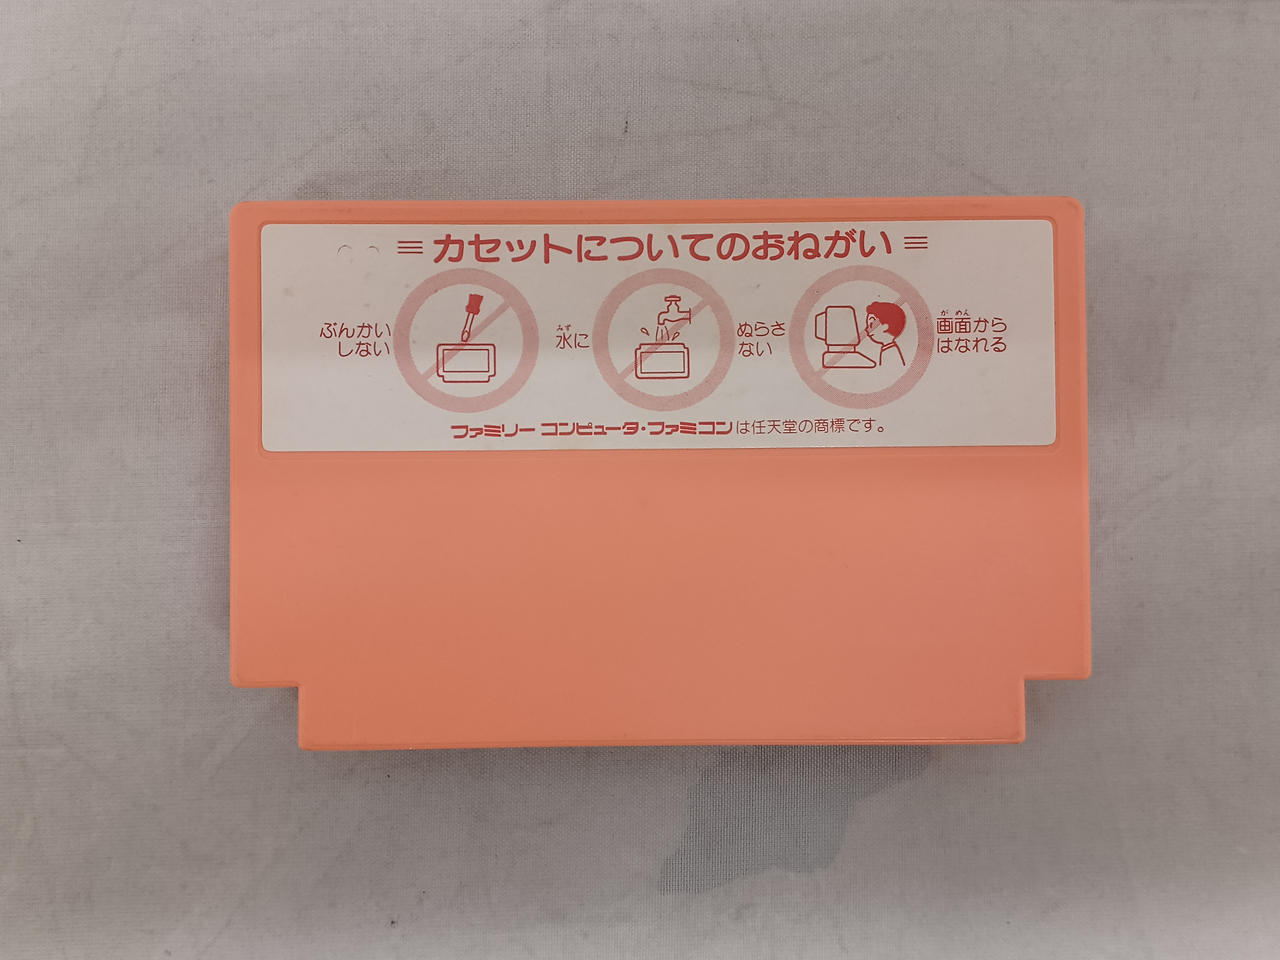 カセットについてのおねがい
ぶんかい
しない
みず
水に
ぬらさ
ない
が めん
画面から
はなれる
ファミリー コンピュータ・ファミコンは任天堂の商標です。